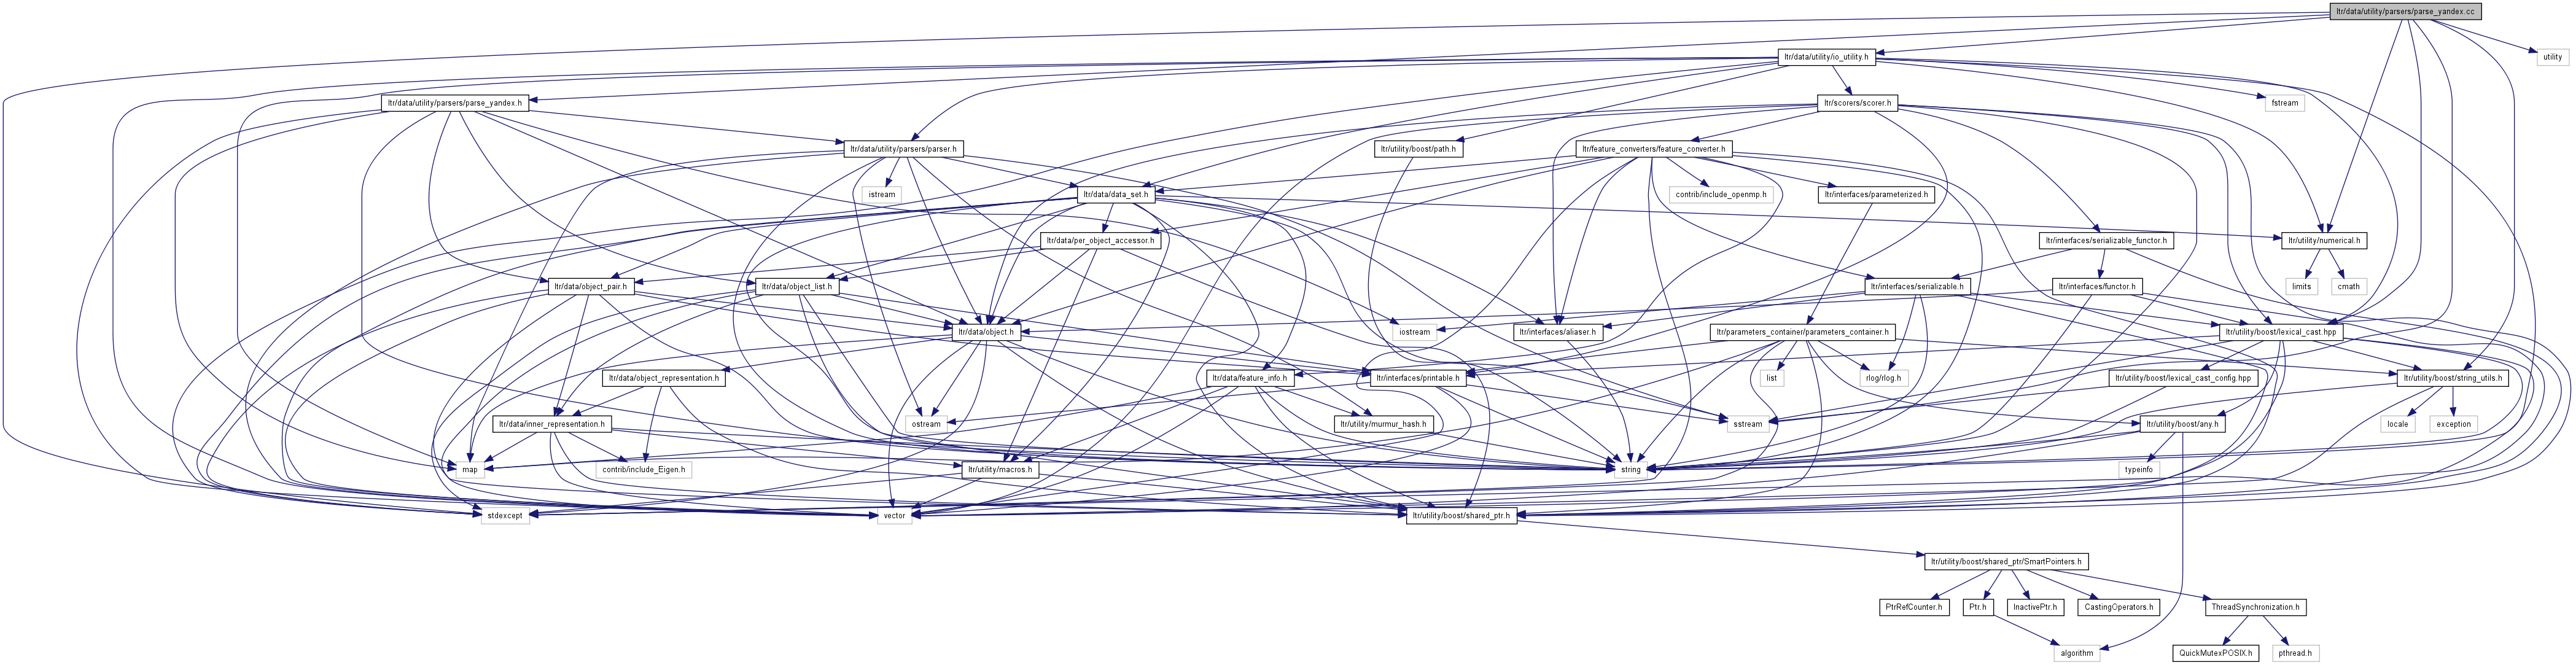 ltr/data/utility/parsers/parse_yandex.cc
ltr/data/utility/io_utility.h
utility
ltr/data/utility/parsers/parse_yandex.h
ltr/scorers/scorer.h
fstream
ltr/data/utility/parsers/parser.h
ltr/utility/boost/path.h
ltr/feature_converters/feature_converter.h
istream
ltr/data/data_set.h
contrib/include_openmp.h
ltr/interfaces/parameterized.h
ltr/data/per_object_accessor.h
ltr/interfaces/serializable_functor.h
ltr/utility/numerical.h
ltr/data/object_pair.h
ltr/data/object_list.h
ltr/interfaces/serializable.h
ltr/interfaces/functor.h
limits
cmath
ltr/data/object.h
iostream
ltr/interfaces/aliaser.h
ltr/parameters_container/parameters_container.h
ltr/utility/boost/lexical_cast.hpp
ltr/data/object_representation.h
ltr/data/feature_info.h
ltr/interfaces/printable.h
list
rlog/rlog.h
ltr/utility/boost/lexical_cast_config.hpp
ltr/utility/boost/string_utils.h
ltr/data/inner_representation.h
ostream
ltr/utility/murmur_hash.h
sstream
ltr/utility/boost/any.h
locale
exception
map
contrib/include_Eigen.h
ltr/utility/macros.h
string
typeinfo
stdexcept
vector
ltr/utility/boost/shared_ptr.h
ltr/utility/boost/shared_ptr/SmartPointers.h
PtrRefCounter.h
Ptr.h
InactivePtr.h
CastingOperators.h
ThreadSynchronization.h
algorithm
QuickMutexPOSIX.h
pthread.h